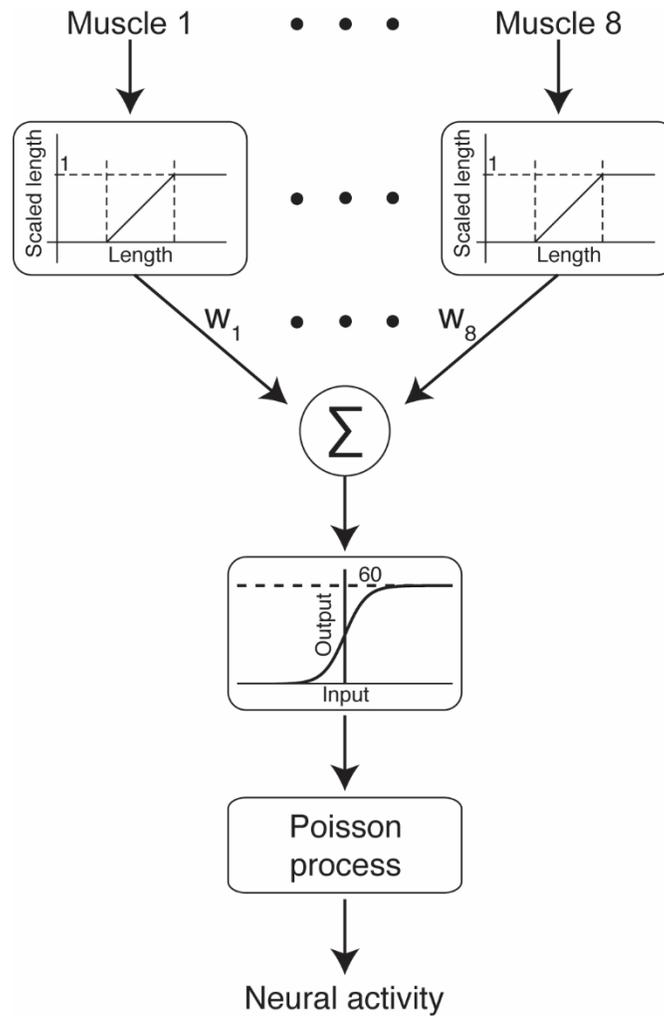 Muscle 1 • • • Muscle 8
Scaled length
1
Length
• • •
Scaled length
1
Length
W1 • • • W8
Σ
60
Output
Input
Poisson
process
Neural activity